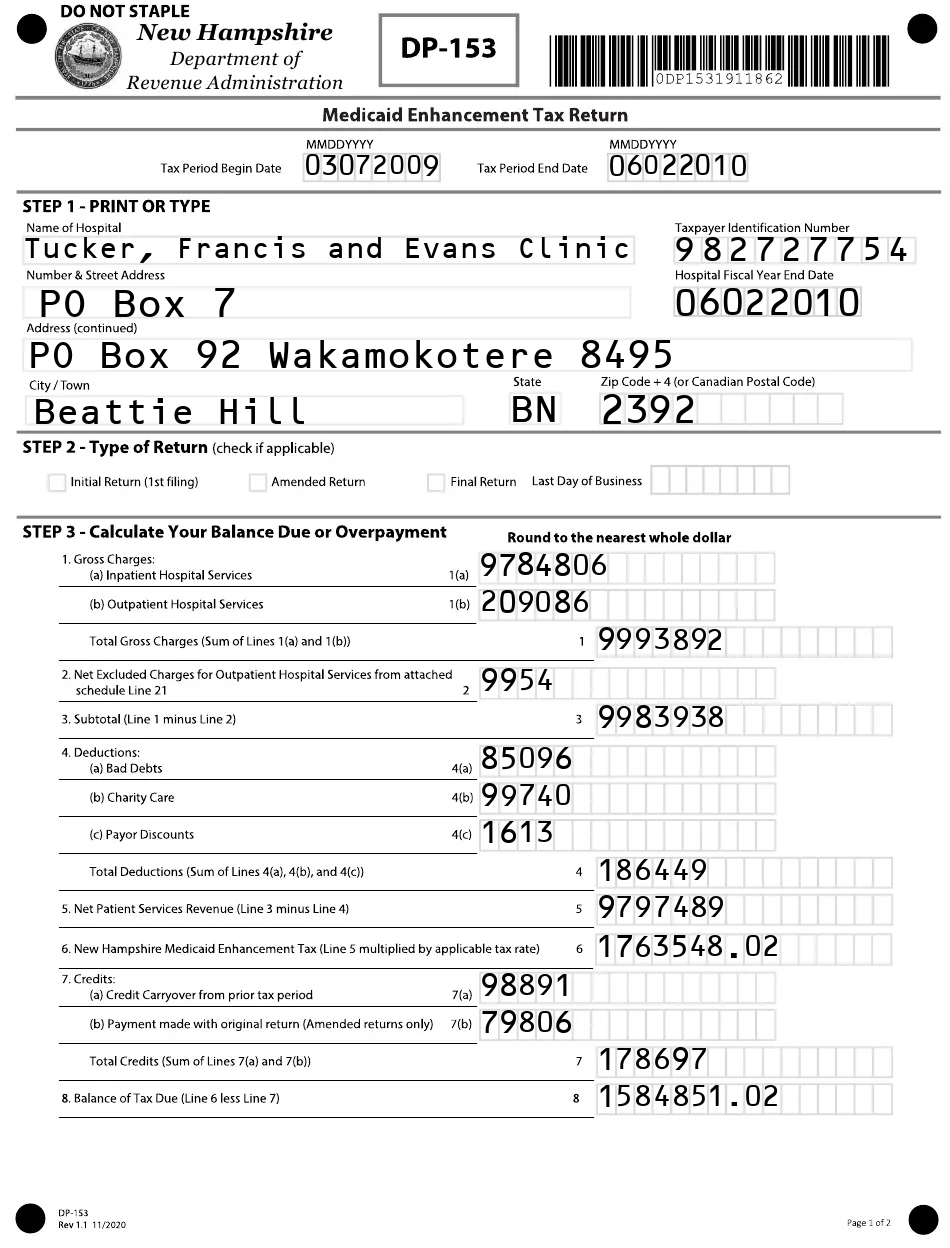 DO NOT STAPLE
New Hampshire
Department of
Revenue Administration
DP-153
0DP1531911862
Medicaid Enhancement Tax Return
MMDDYYYY MMDDYYYY
Tax Period Begin Date 03072009 Tax Period End Date 06022010
STEP 1 - PRINT OR TYPE
Name of Hospital Taxpayer Identification Number
Tucker, Francis and Evans Clinic 982727754
Number & Street Address Hospital Fiscal Year End Date
PO Box 7 06022010
Address (continued)
PO Box 92 Wakamokotere 8495
City / Town State Zip Code + 4 (or Canadian Postal Code)
Beattie Hill BN 2392
STEP 2 - Type of Return (check if applicable)
Initial Return (1st filing) Amended Return Final Return Last Day of Business
STEP 3 - Calculate Your Balance Due or Overpayment Round to the nearest whole dollar
1. Gross Charges:
(a) Inpatient Hospital Services 1(a) 9784806
(b) Outpatient Hospital Services 1(b) 209086
Total Gross Charges (Sum of Lines 1(a) and 1(b)) 1 9993892
2. Net Excluded Charges for Outpatient Hospital Services from attached
schedule Line 21 2 9954
3. Subtotal (Line 1 minus Line 2) 3 9983938
4. Deductions:
(a) Bad Debts 4(a) 85096
(b) Charity Care 4(b) 99740
(c) Payor Discounts 4(c) 1613
Total Deductions (Sum of Lines 4(a), 4(b), and 4(c)) 4 186449
5. Net Patient Services Revenue (Line 3 minus Line 4) 5 9797489
6. New Hampshire Medicaid Enhancement Tax (Line 5 multiplied by applicable tax rate) 6 1763548.02
7. Credits:
(a) Credit Carryover from prior tax period 7(a) 98891
(b) Payment made with original return (Amended returns only) 7(b) 79806
Total Credits (Sum of Lines 7(a) and 7(b)) 7 178697
8. Balance of Tax Due (Line 6 less Line 7) 8 1584851.02
DP-153
Rev 1.1 11/2020
Page 1 of 2